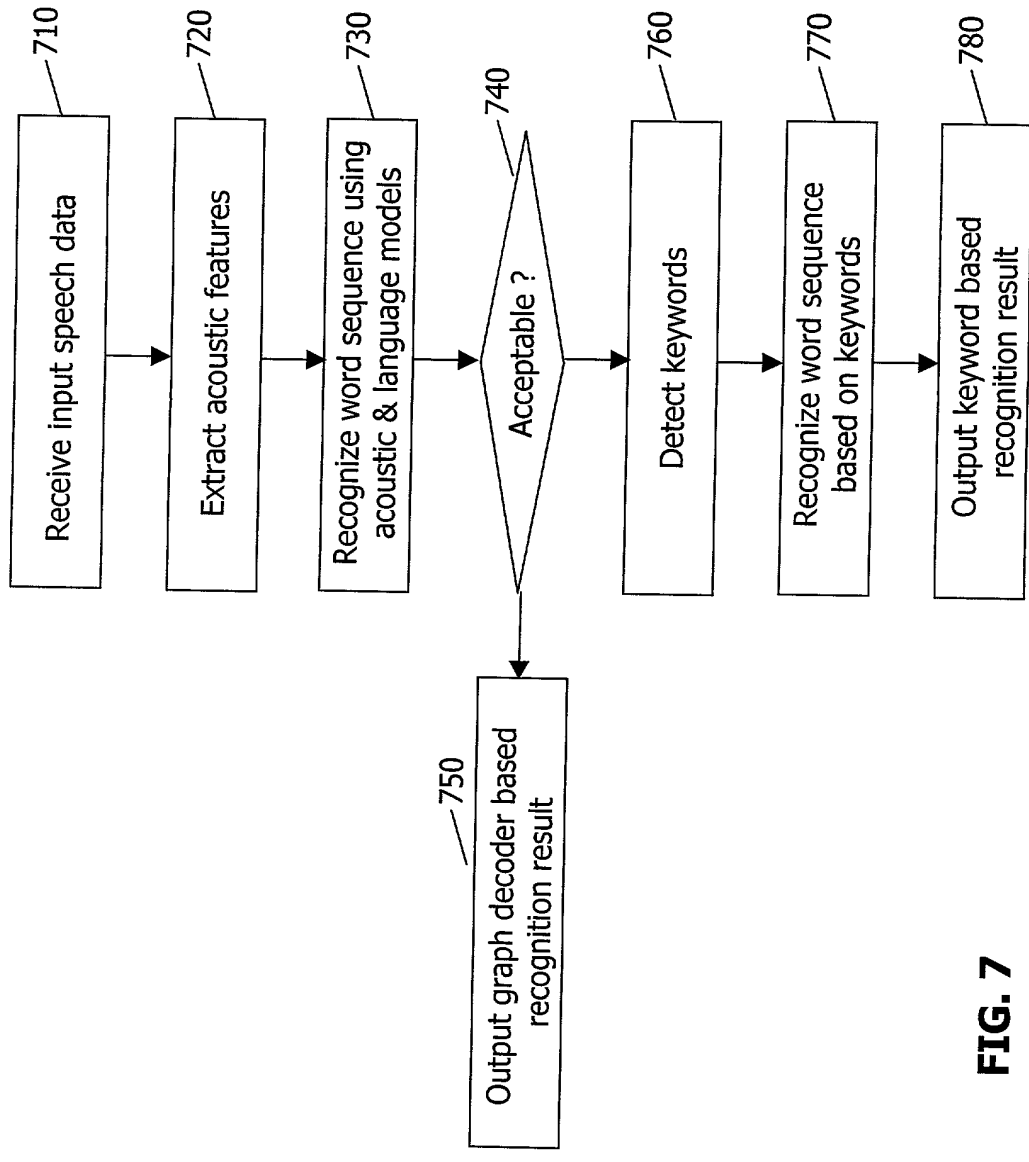 Receive input speech data
710
Extract acoustic features
720
Recognize word sequence using
acoustic & language models
730
Acceptable ?
740
Output graph decoder based
recognition result
750
Detect keywords
760
Recognize word sequence
based on keywords
770
Output keyword based
recognition result
780
FIG. 7